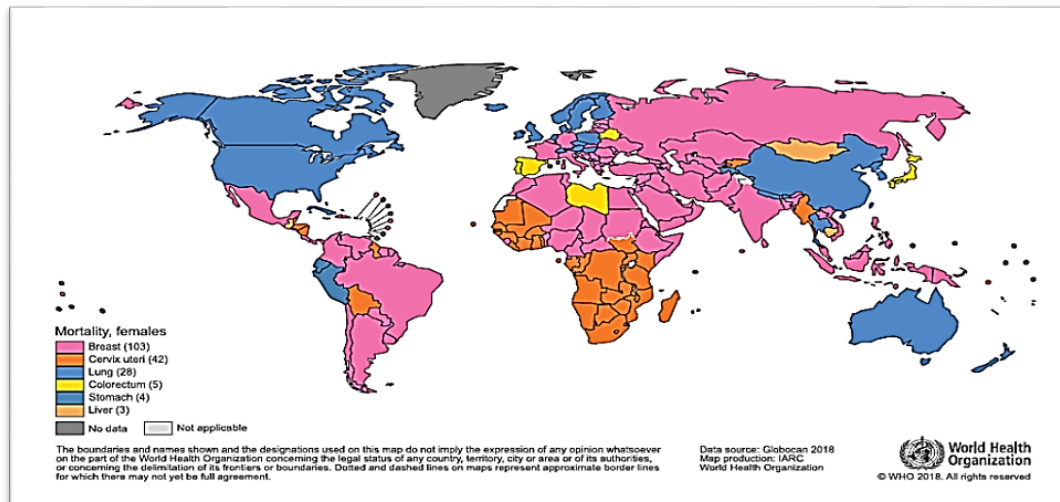 Mortality, females
Breast (103)
Cervix uteri (42)
Lung (28)
Colorectum (5)
Stomach (4)
Liver (3)
No data
Not applicable
The boundaries and names shown and the designations used on this map do not imply the expression of any opinion whatsoever
on the part of the World Health Organization concerning the legal status of any country, territory, city or area or of its authorities,
or concerning the delimitation of its frontiers or boundaries. Dotted and dashed lines on maps represent approximate border lines
for which there may not yet be full agreement.
Data source: Globocan 2018
Map production: IARC
World Health Organization
World Health
Organization
© WHO 2018. All rights reserved